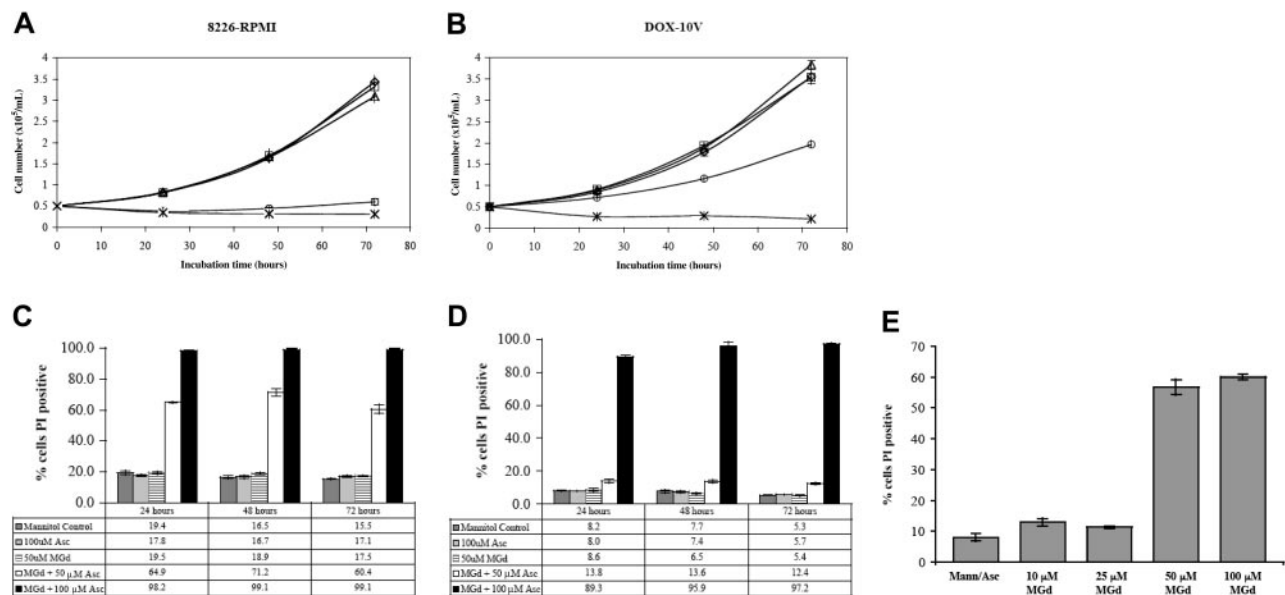 A
8226-RPMI
Cell number (x10⁵/mL)
4
3.5
3
2.5
2
1.5
1
0.5
0
0 10 20 30 40 50 60 70 80
Incubation time (hours)
B
DOX-10V
Cell number (x10⁵/mL)
4
3.5
3
2.5
2
1.5
1
0.5
0
0 10 20 30 40 50 60 70 80
Incubation time (hours)
C
% cells PI positive
100.0
80.0
60.0
40.0
20.0
0.0
24 hours 48 hours 72 hours
Mannitol Control 19.4 16.5 15.5
100uM Asc 17.8 16.7 17.1
50uM MGd 19.5 18.9 17.5
MGd + 50 µM Asc 64.9 71.2 60.4
MGd + 100 µM Asc 98.2 99.1 99.1
D
% cells PI positive
100.0
80.0
60.0
40.0
20.0
0.0
24 hours 48 hours 72 hours
Mannitol Control 8.2 7.7 5.3
100uM Asc 8.0 7.4 5.7
50uM MGd 8.6 6.5 5.4
MGd + 50 µM Asc 13.8 13.6 12.4
MGd + 100 µM Asc 89.3 95.9 97.2
E
% cells PI positive
70
60
50
40
30
20
10
0
Mann/Asc 10 µM MGd 25 µM MGd 50 µM MGd 100 µM MGd